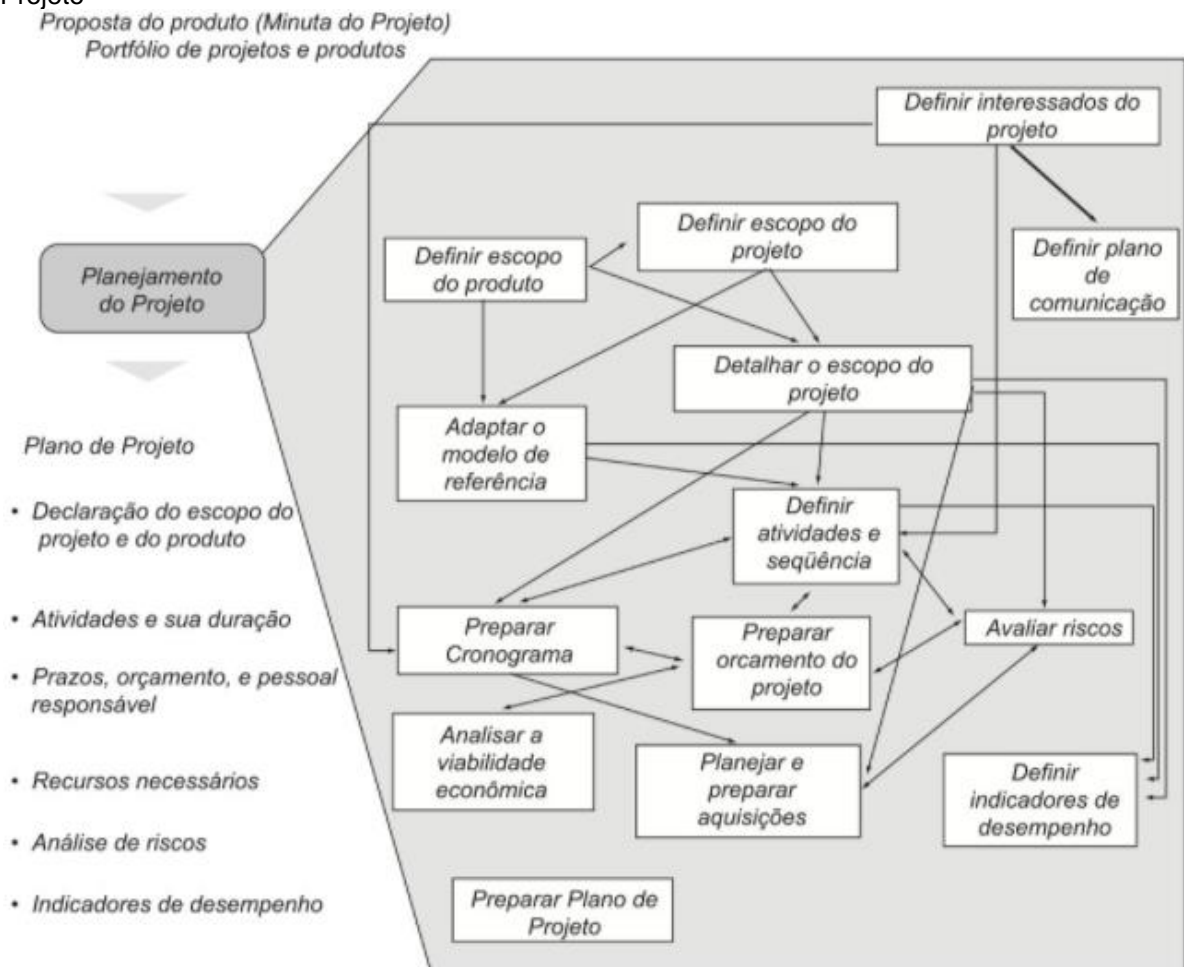 Projeto
Proposta do produto (Minuta do Projeto)
Portfólio de projetos e produtos
Definir interessados do
projeto
Definir escopo do
projeto
Definir escopo
do produto
Definir plano
de
comunicação
Planejamento
do Projeto
Detalhar o escopo do
projeto
Adaptar o
modelo de
referência
Plano de Projeto
Definir
atividades e
seqüência
• Declaração do escopo do
projeto e do produto
• Atividades e sua duração
Preparar
Cronograma
Preparar
orcamento do
projeto
Avaliar riscos
• Prazos, orçamento, e pessoal
responsável
Analisar a
viabilidade
econômica
Planejar e
preparar
aquisições
Definir
indicadores de
desempenho
• Recursos necessários
• Análise de riscos
• Indicadores de desempenho
Preparar Plano de
Projeto